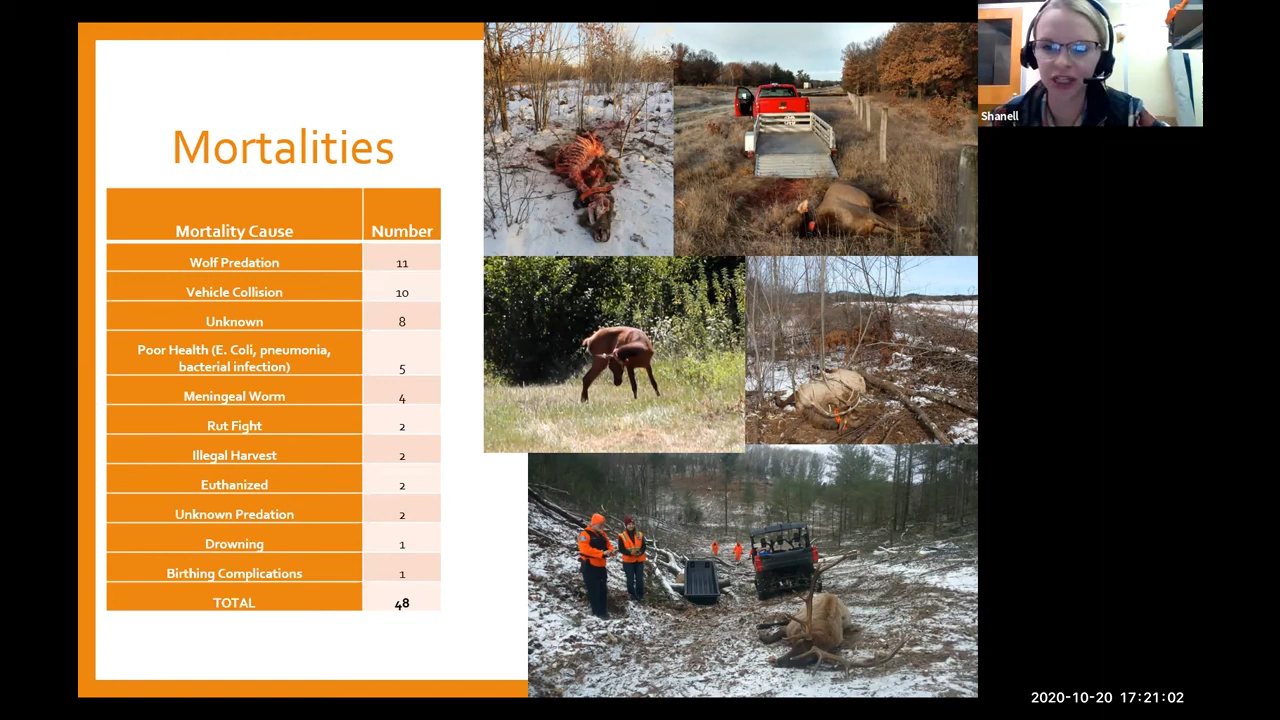 Mortalities
Mortality Cause Number
Wolf Predation 11
Vehicle Collision 10
Unknown 8
Poor Health (E. Coli, pneumonia,
bacterial infection) 5
Meningeal Worm 4
Rut Fight 2
Illegal Harvest 2
Euthanized 2
Unknown Predation 2
Drowning 1
Birthing Complications 1
TOTAL 48
Shanell
2020-10-20 17:21:02